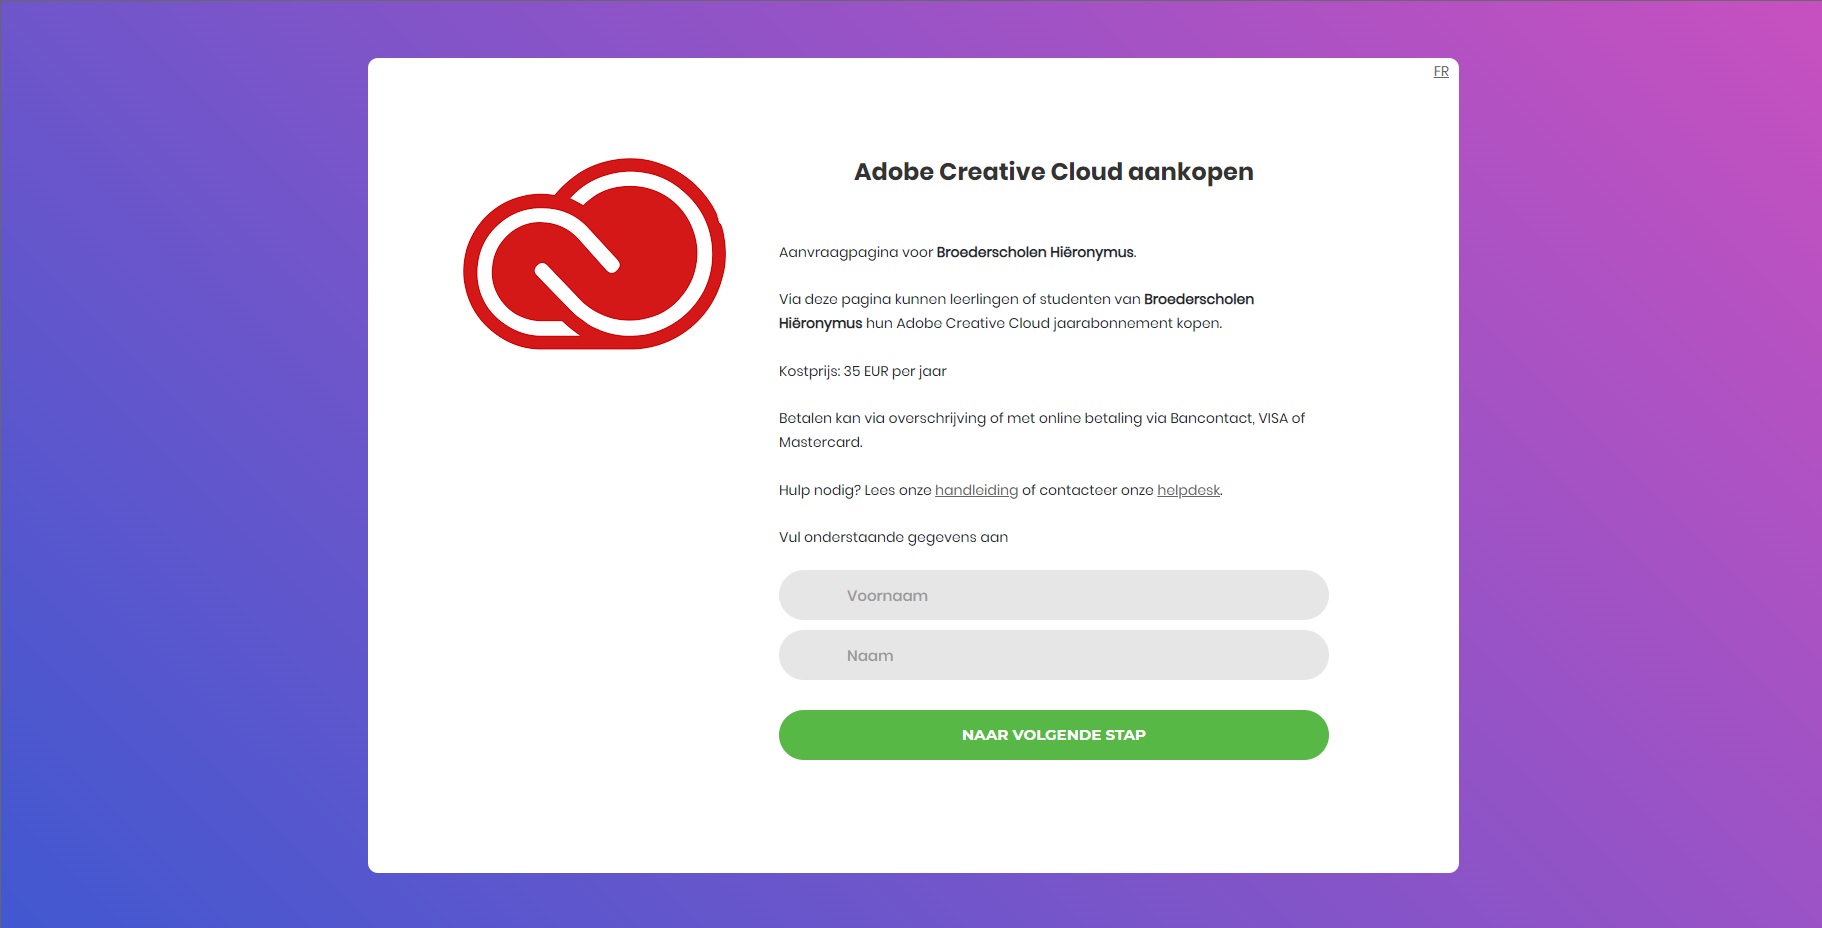 FR
Adobe Creative Cloud aankopen
Aanvraagpagina voor Broederscholen Hiëronymus.
Via deze pagina kunnen leerlingen of studenten van Broederscholen
Hiëronymus hun Adobe Creative Cloud jaarabonnement kopen.
Kostprijs: 35 EUR per jaar
Betalen kan via overschrijving of met online betaling via Bancontact, VISA of
Mastercard.
Hulp nodig? Lees onze handleiding of contacteer onze helpdesk.
Vul onderstaande gegevens aan
Voornaam
Naam
NAAR VOLGENDE STAP